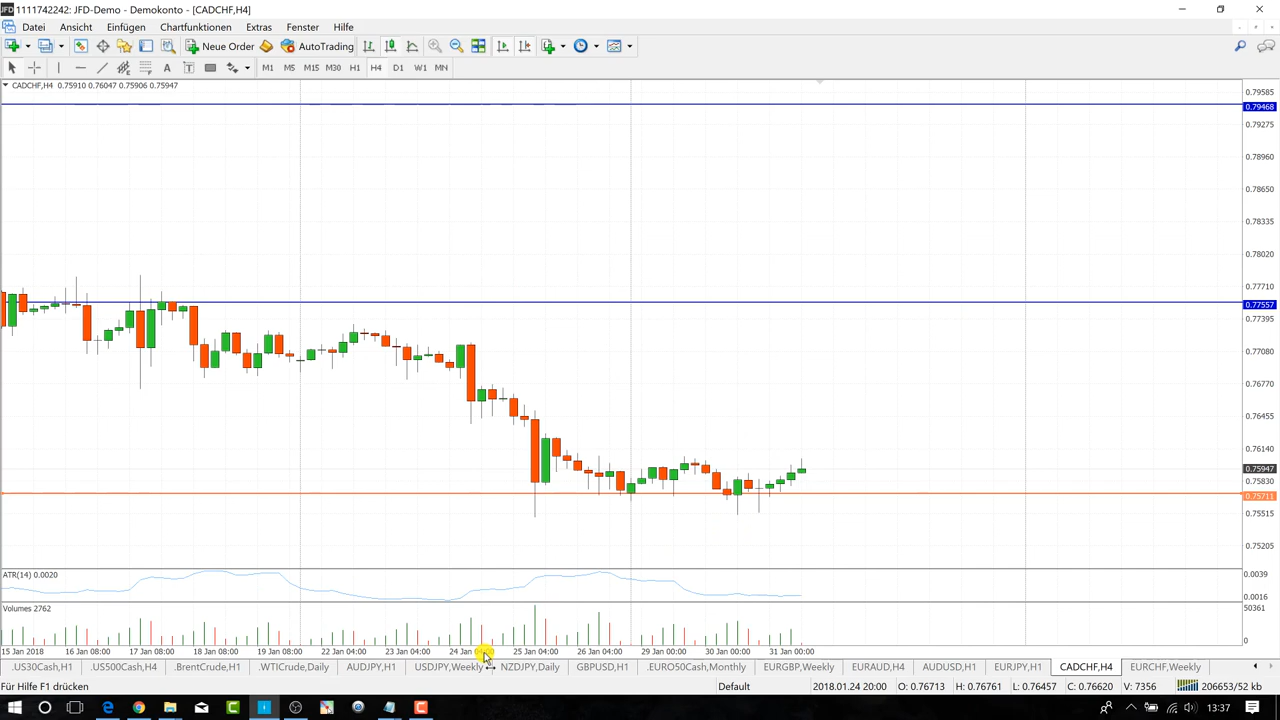 JFD 1111742242: JFD-Demo - Demokonto - [CADCHF,H4]
Datei Ansicht Einfügen Chartfunktionen Extras Fenster Hilfe
New Order AutoTrading
A T M1 M5 M15 M30 H1 H4 D1 W1 MN
CADCHF,H4 0.75910 0.76047 0.75906 0.75947
0.79585
0.79468
0.79275
0.78960
0.78650
0.78335
0.78020
0.77710
0.77557
0.77395
0.77080
0.76770
0.76455
0.76140
0.75947
0.75830
0.75711
0.75515
0.75205
ATR(14) 0.0020
0.0039
0.0016
Volumes 2762
50361
0
15 Jan 2018 16 Jan 08:00 17 Jan 08:00 18 Jan 08:00 19 Jan 08:00 22 Jan 04:00 23 Jan 04:00 24 Jan 25 Jan 04:00 26 Jan 04:00 29 Jan 00:00 30 Jan 00:00 31 Jan 00:00
.US30Cash,H1 .US500Cash,H4 .BrentCrude,H1 .WTICrude,Daily AUDJPY,H1 USDJPY,Weekly NZDJPY,Daily GBPUSD,H1 .EURO50Cash,Monthly EURGBP,Weekly EURAUD,H4 AUDUSD,H1 EURJPY,H1 CADCHF,H4 EURCHF,Weekly
Für Hilfe F1 drücken Default 2018.01.24 20:00 O: 0.76713 H: 0.76761 L: 0.76457 C: 0.76620 V: 7356 206653/52 kb
13:37